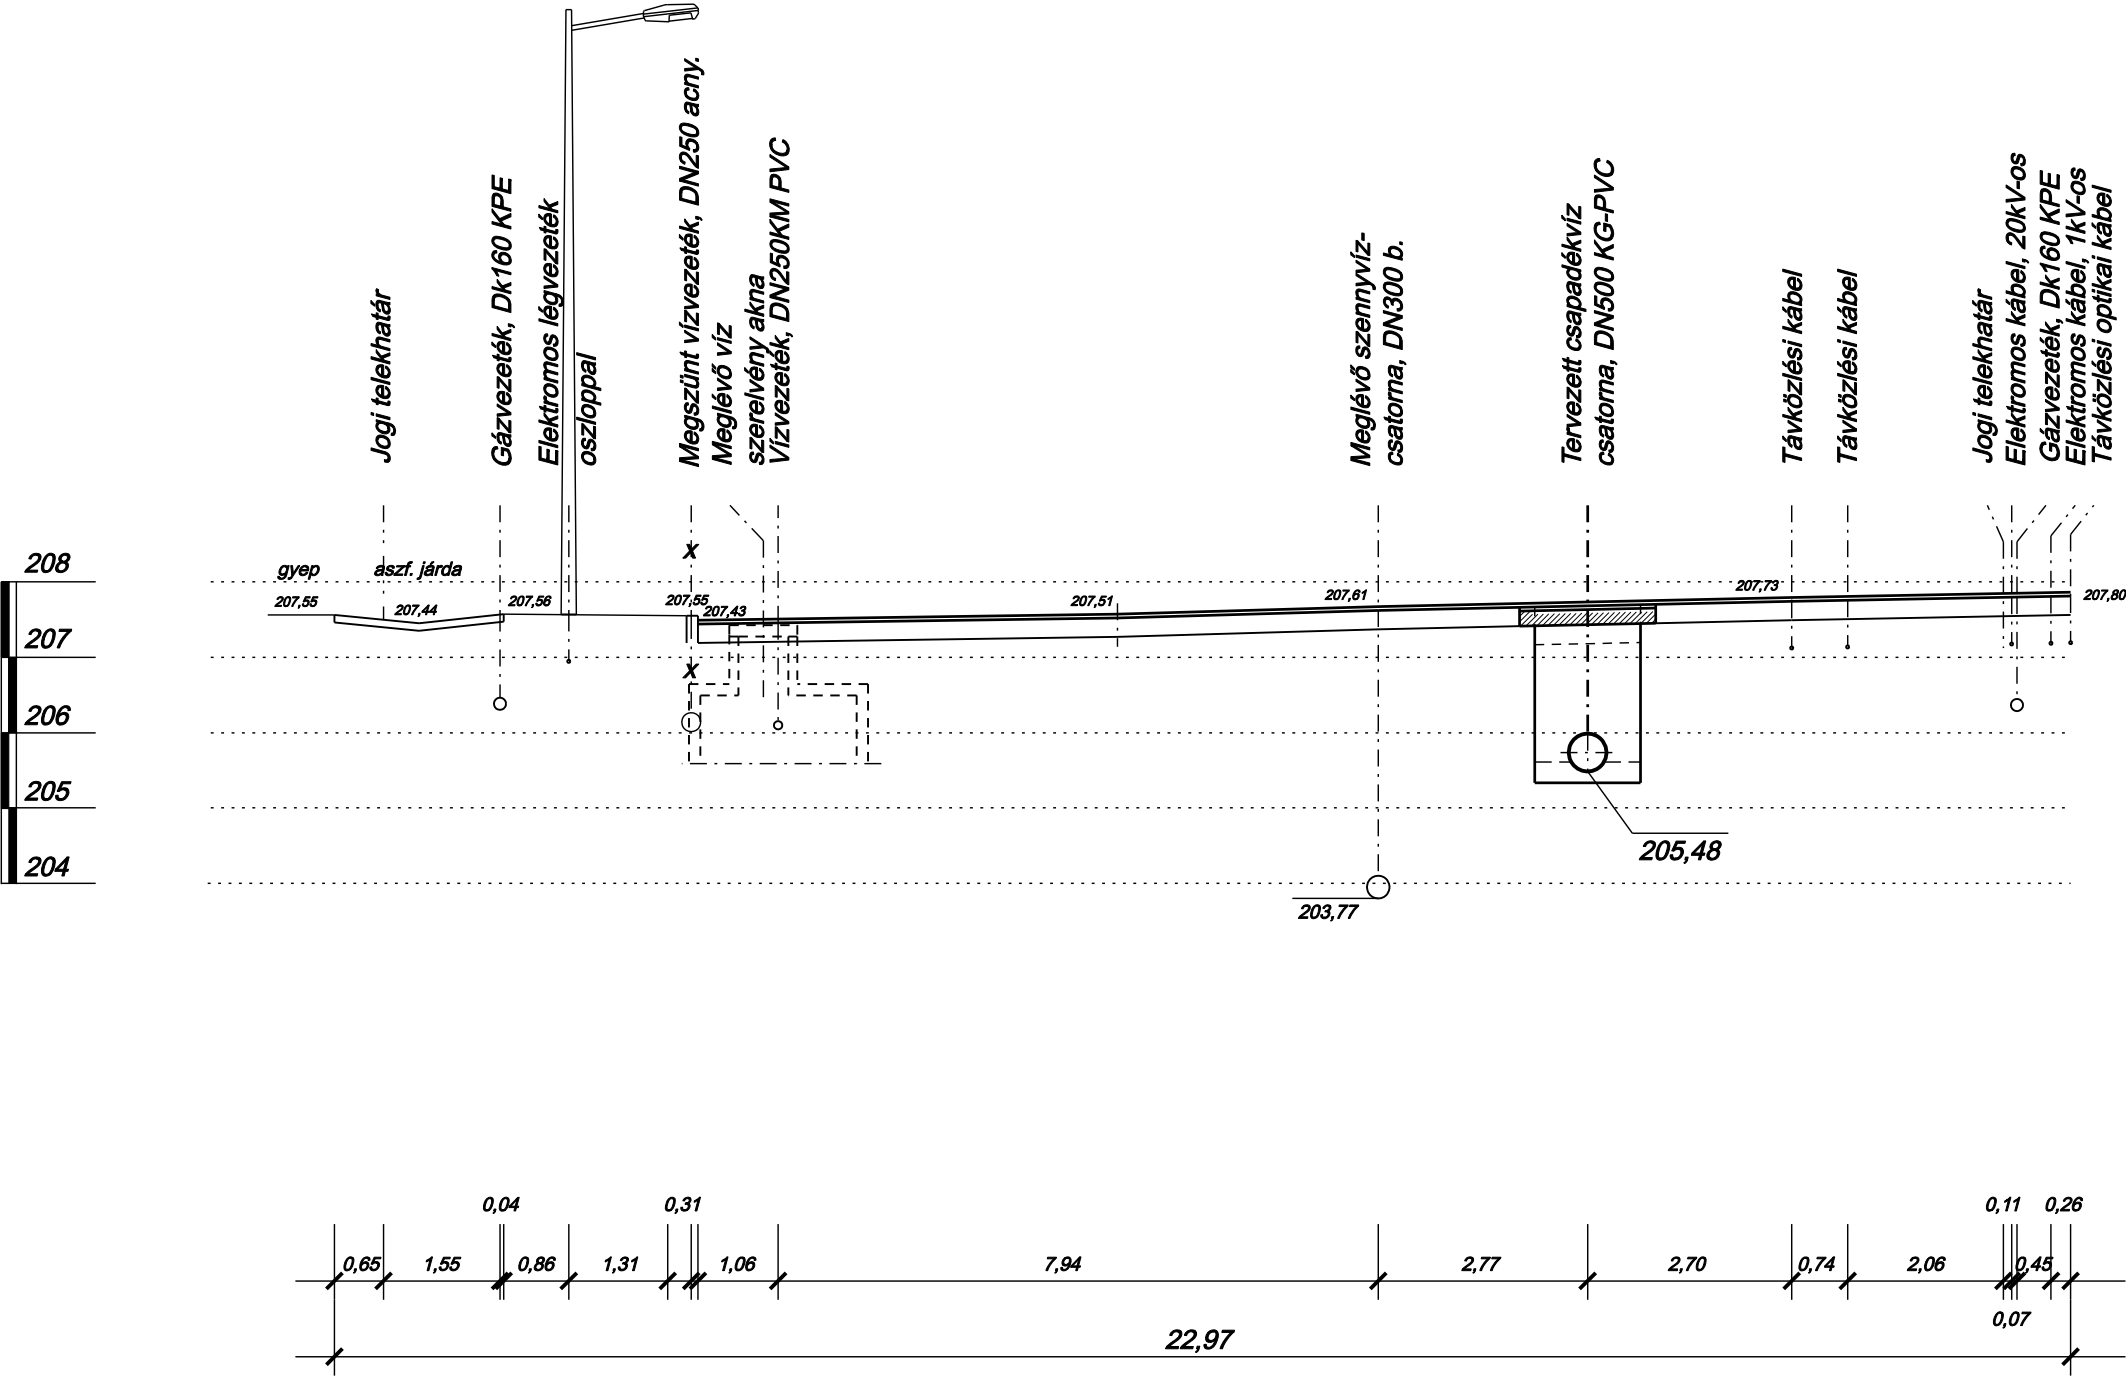 Jogi telekhatár
Gázvezeték, Dk160 KPE
Elektromos légvezeték
oszloppal
Megszünt vízvezeték, DN250 acny.
Meglévő víz
szerelvény akna
Vízvezeték, DN250KM PVC
Meglévő szennyvíz-
csatorna, DN300 b.
Tervezett csapadékvíz
csatorna, DN500 KG-PVC
Távközlési kábel
Távközlési kábel
Jogi telekhatár
Elektromos kábel, 20kV-os
Gázvezeték, Dk160 KPE
Elektromos kábel, 1kV-os
Távközlési optikai kábel
x
208
gyep
aszf. járda
207,55
207,44
207,56
207,55
207,43
207,51
207,61
207,73
207,80
207
x
206
205
205,48
204
203,77
0,04
0,31
0,11
0,26
0,65
1,55
0,86
1,31
1,06
7,94
2,77
2,70
0,74
2,06
0,45
0,07
22,97